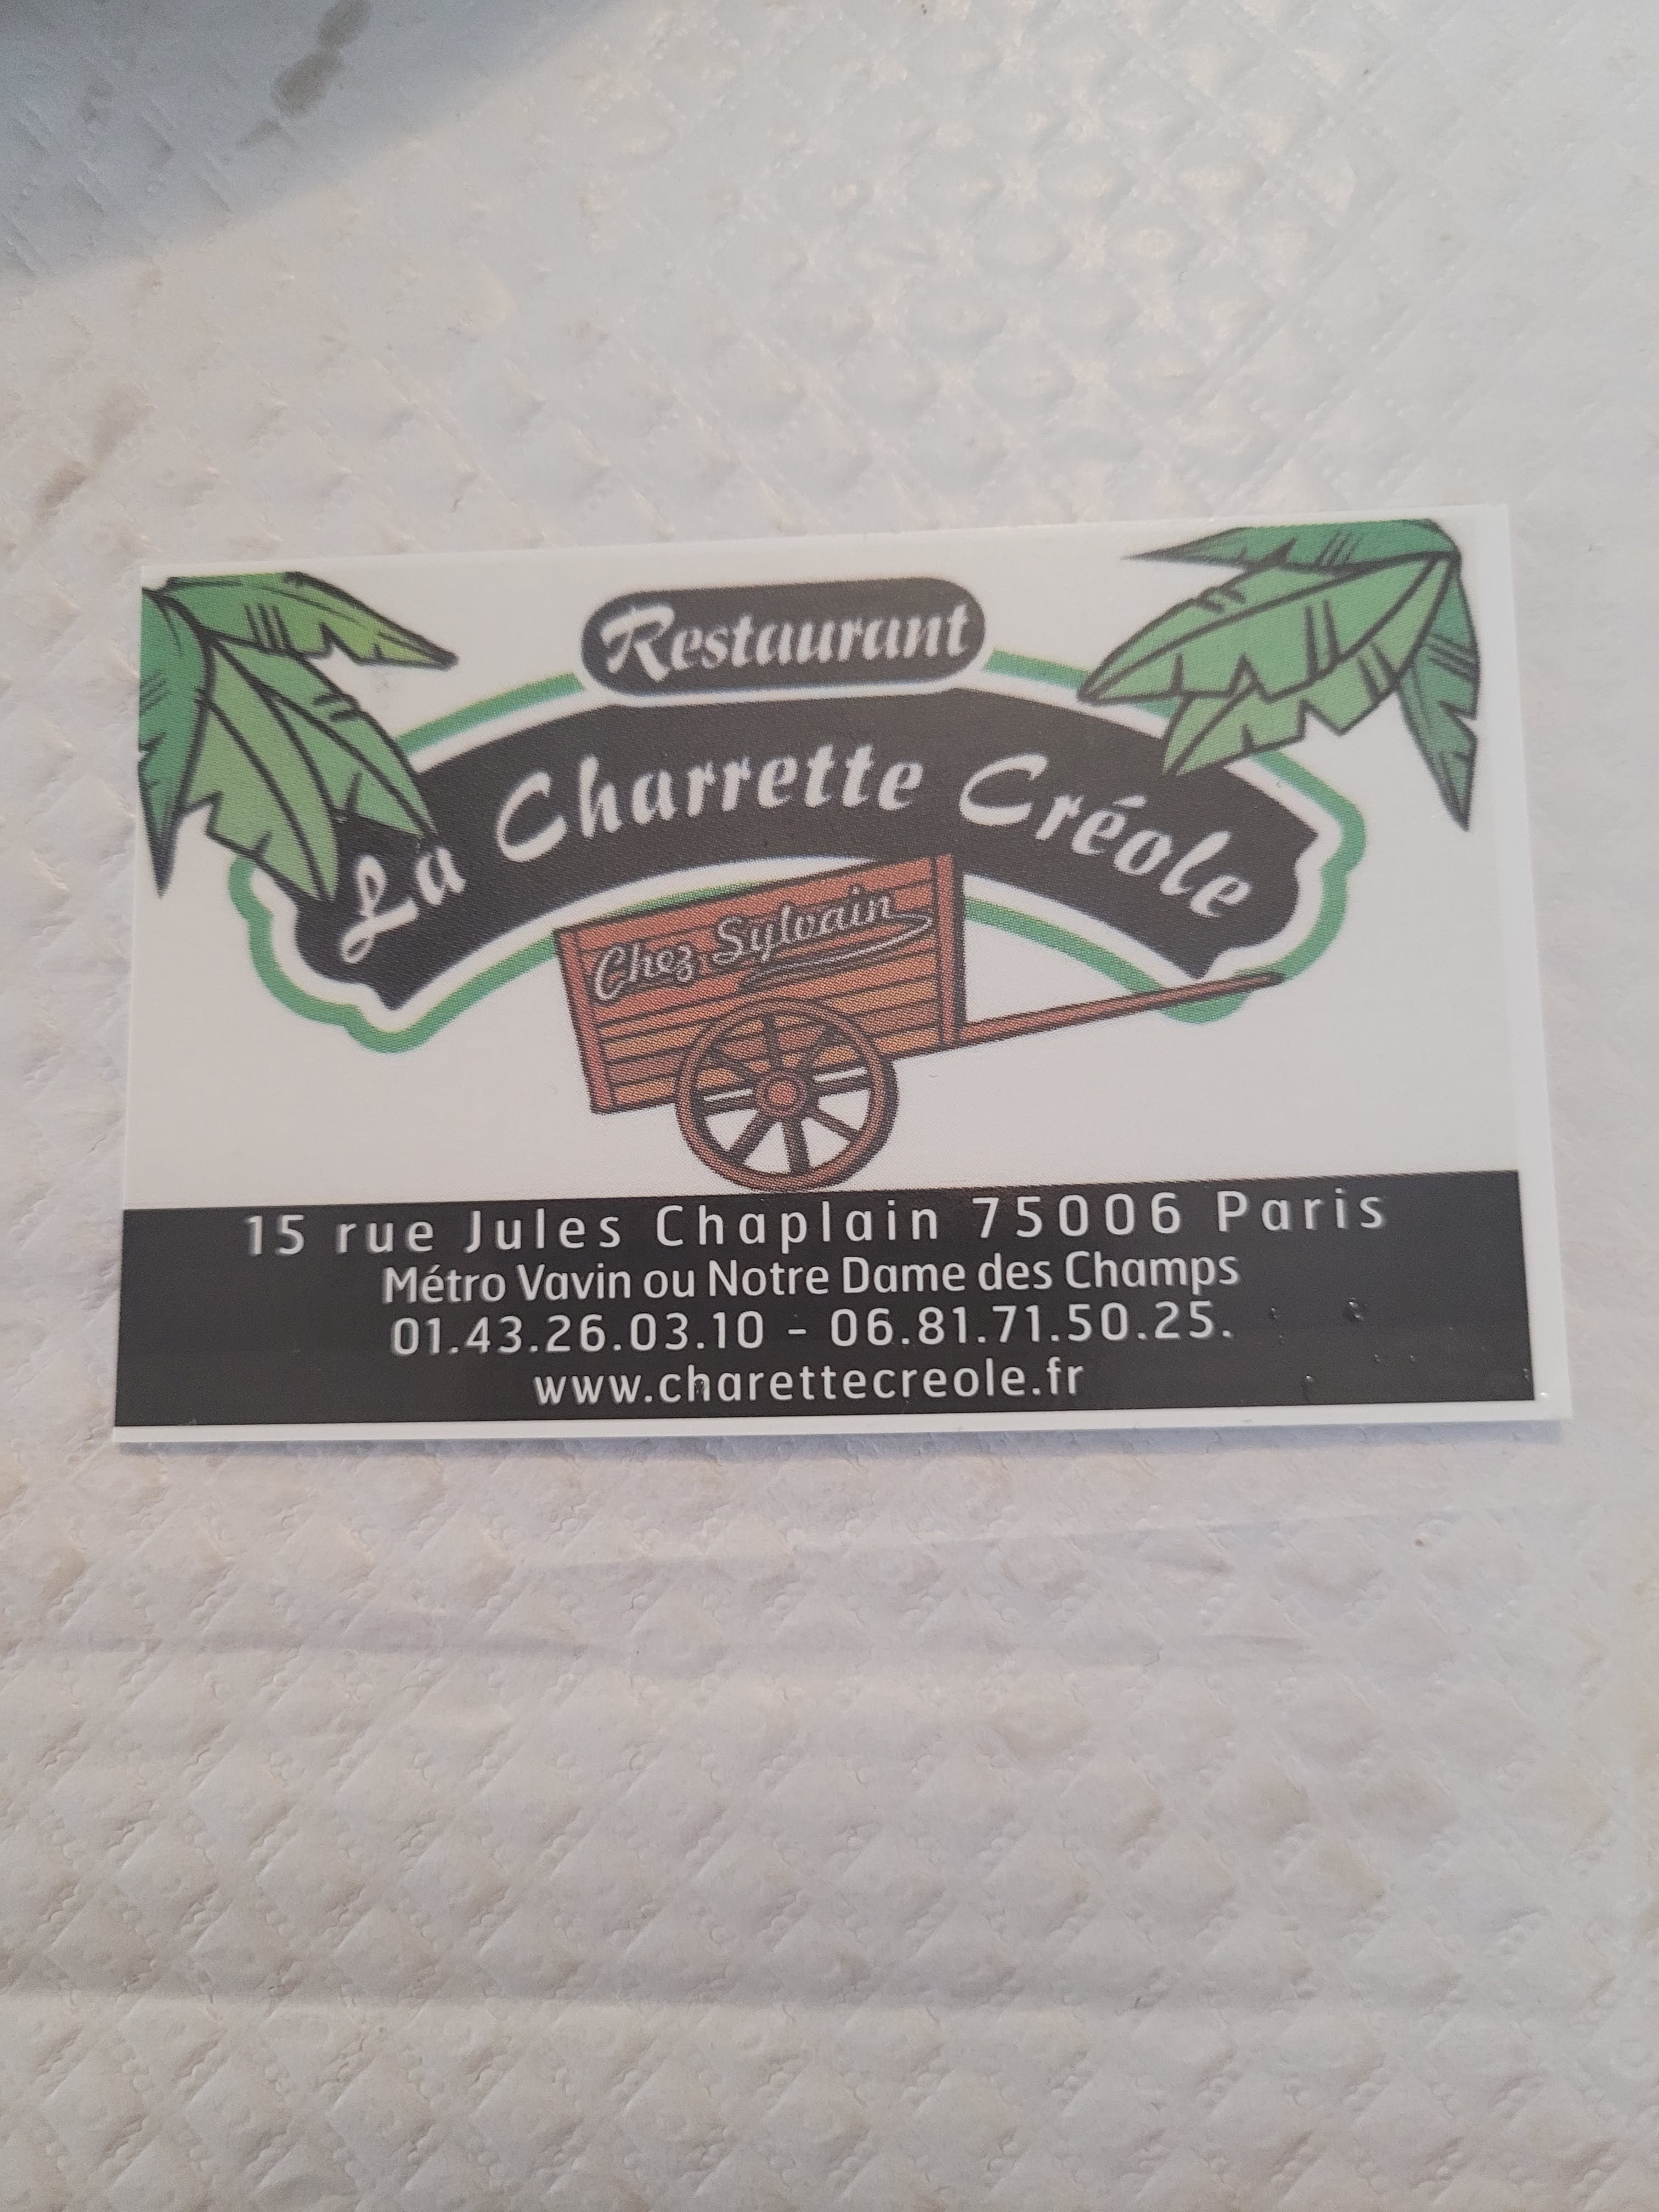 Restaurant
La Charrette Créole
Chez Sylvain
15 rue Jules Chaplain 75006 Paris
Métro Vavin ou Notre Dame des Champs
01.43.26.03.10 - 06.81.71.50.25.
www.charettecreole.fr